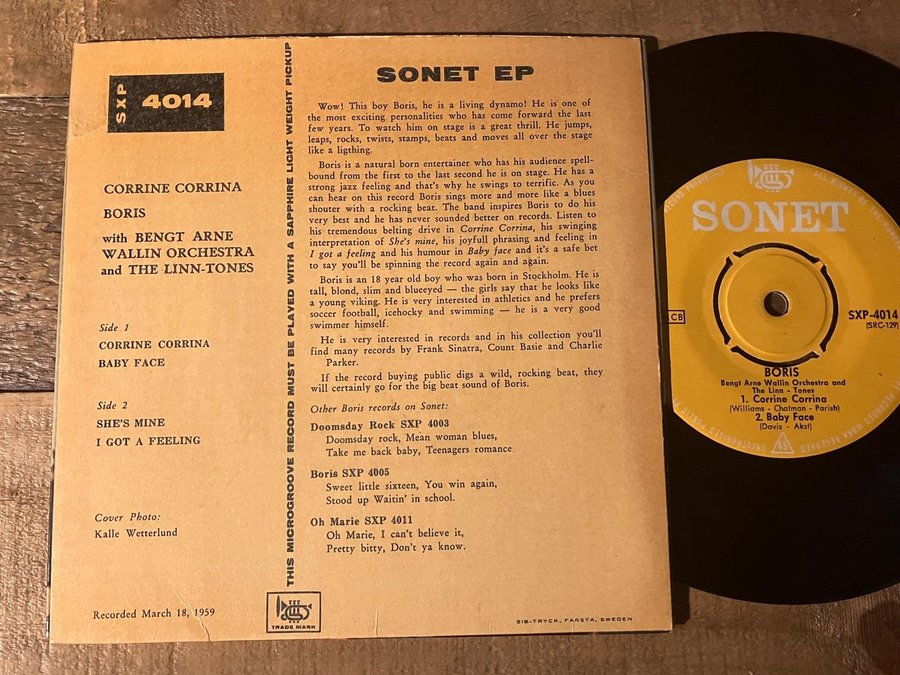 SXP 4014
CORRINE CORRINA
BORIS
with BENGT ARNE
WALLIN ORCHESTRA
and THE LINN-TONES
Side 1
CORRINE CORRINA
BABY FACE
Side 2
SHE'S MINE
I GOT A FEELING
Cover Photo:
Kalle Wetterlund
Recorded March 18, 1959
THIS MICROGROOVE RECORD MUST BE PLAYED WITH A SAPPHIRE LIGHT WEIGHT PICKUP
TRADE MARK
SONET EP
Wow! This boy Boris, he is a living dynamo! He is one of
the most exciting personalities who has come forward the last
few years. To watch him on stage is a great thrill. He jumps,
leaps, rocks, twists, stamps, beats and moves all over the stage
like a ligthing.
Boris is a natural born entertainer who has his audience spell-
bound from the first to the last second he is on stage. He has a
strong jazz feeling and that's why he swings to terrific. As you
can hear on this record Boris sings more and more like a blues
shouter with a rocking beat. The band inspires Boris to do his
very best and he has never sounded better on records. Listen to
his tremendous belting drive in Corrine Corrina, his swinging
interpretation of She's mine, his joyfull phrasing and feeling in
I got a feeling and his humour in Baby face and it's a safe bet
to say you'll be spinning the record again and again.
Boris is an 18 year old boy who was born in Stockholm. He is
tall, blond, slim and blueeyed — the girls say that he looks like
a young viking. He is very interested in athletics and he prefers
soccer football, icehocky and swimming — he is a very good
swimmer himself.
He is very interested in records and in his collection you'll
find many records by Frank Sinatra, Count Basie and Charlie
Parker.
If the record buying public digs a wild, rocking beat, they
will certainly go for the big beat sound of Boris.
Other Boris records on Sonet:
Doomsday Rock SXP 4003
Doomsday rock, Mean woman blues,
Take me back baby, Teenagers romance
Boris SXP 4005
Sweet little sixteen, You win again,
Stood up Waitin' in school.
Oh Marie SXP 4011
Oh Marie, I can't believe it,
Pretty bitty, Don't ya know.
SIB-TRYCK, FARSTA, SWEDEN
SONET
CB
SXP-4014
(SRC-129)
BORIS
Bengt Arne Wallin Orchestra and
The Linn - Tones
1. Corrine Corrina
(Williams - Chatman - Parish)
2. Baby Face
(Davis - Akst)
45